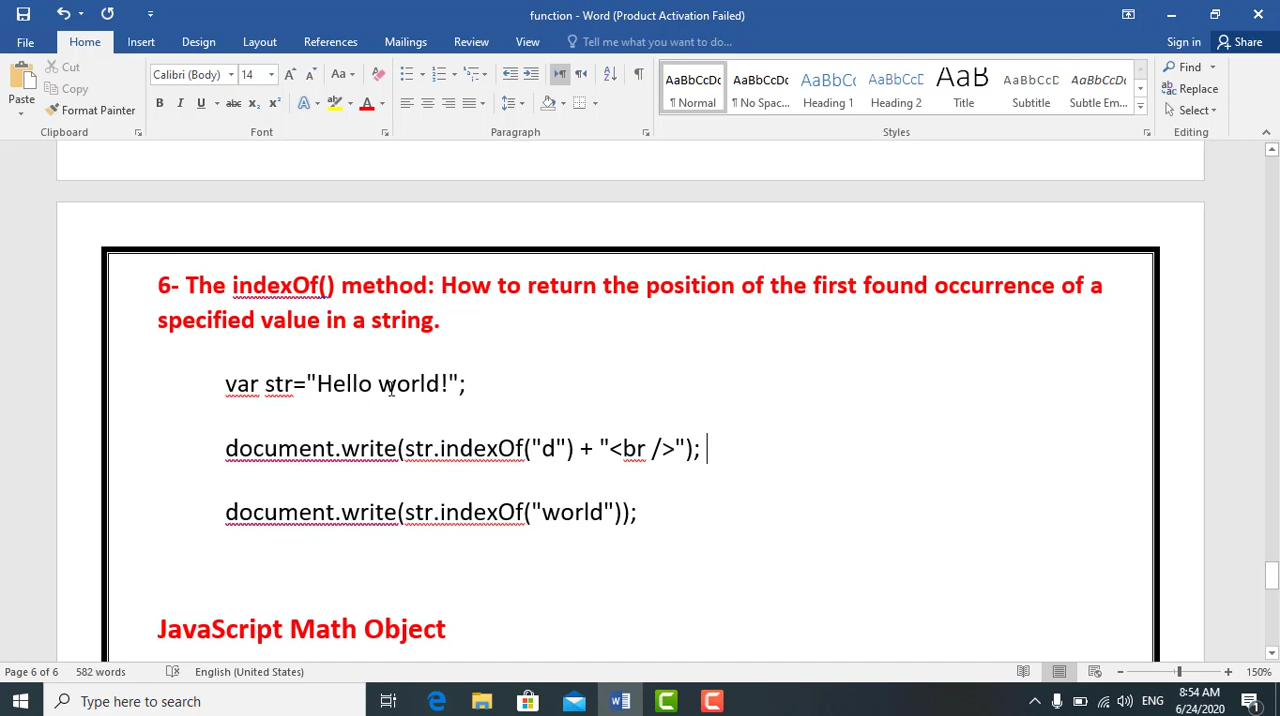 function - Word (Product Activation Failed)
File Home Insert Design Layout References Mailings Review View Tell me what you want to do... Sign in Share
Cut
Copy
Format Painter
Paste
Clipboard
Calibri (Body) 14
Font
Paragraph
AaBbCcDc AaBbCcDc AaBbCc AaBbCcD AaB AaBbCcD AaBbCcD
¶ Normal ¶ No Spac... Heading 1 Heading 2 Title Subtitle Subtle Em...
Styles
Find
Replace
Select
Editing
6- The indexOf() method: How to return the position of the first found occurrence of a
specified value in a string.
var str="Hello world!";
document.write(str.indexOf("d") + "<br />");
document.write(str.indexOf("world"));
JavaScript Math Object
Page 6 of 6 582 words English (United States) 150%
Type here to search
ENG
8:54 AM
6/24/2020